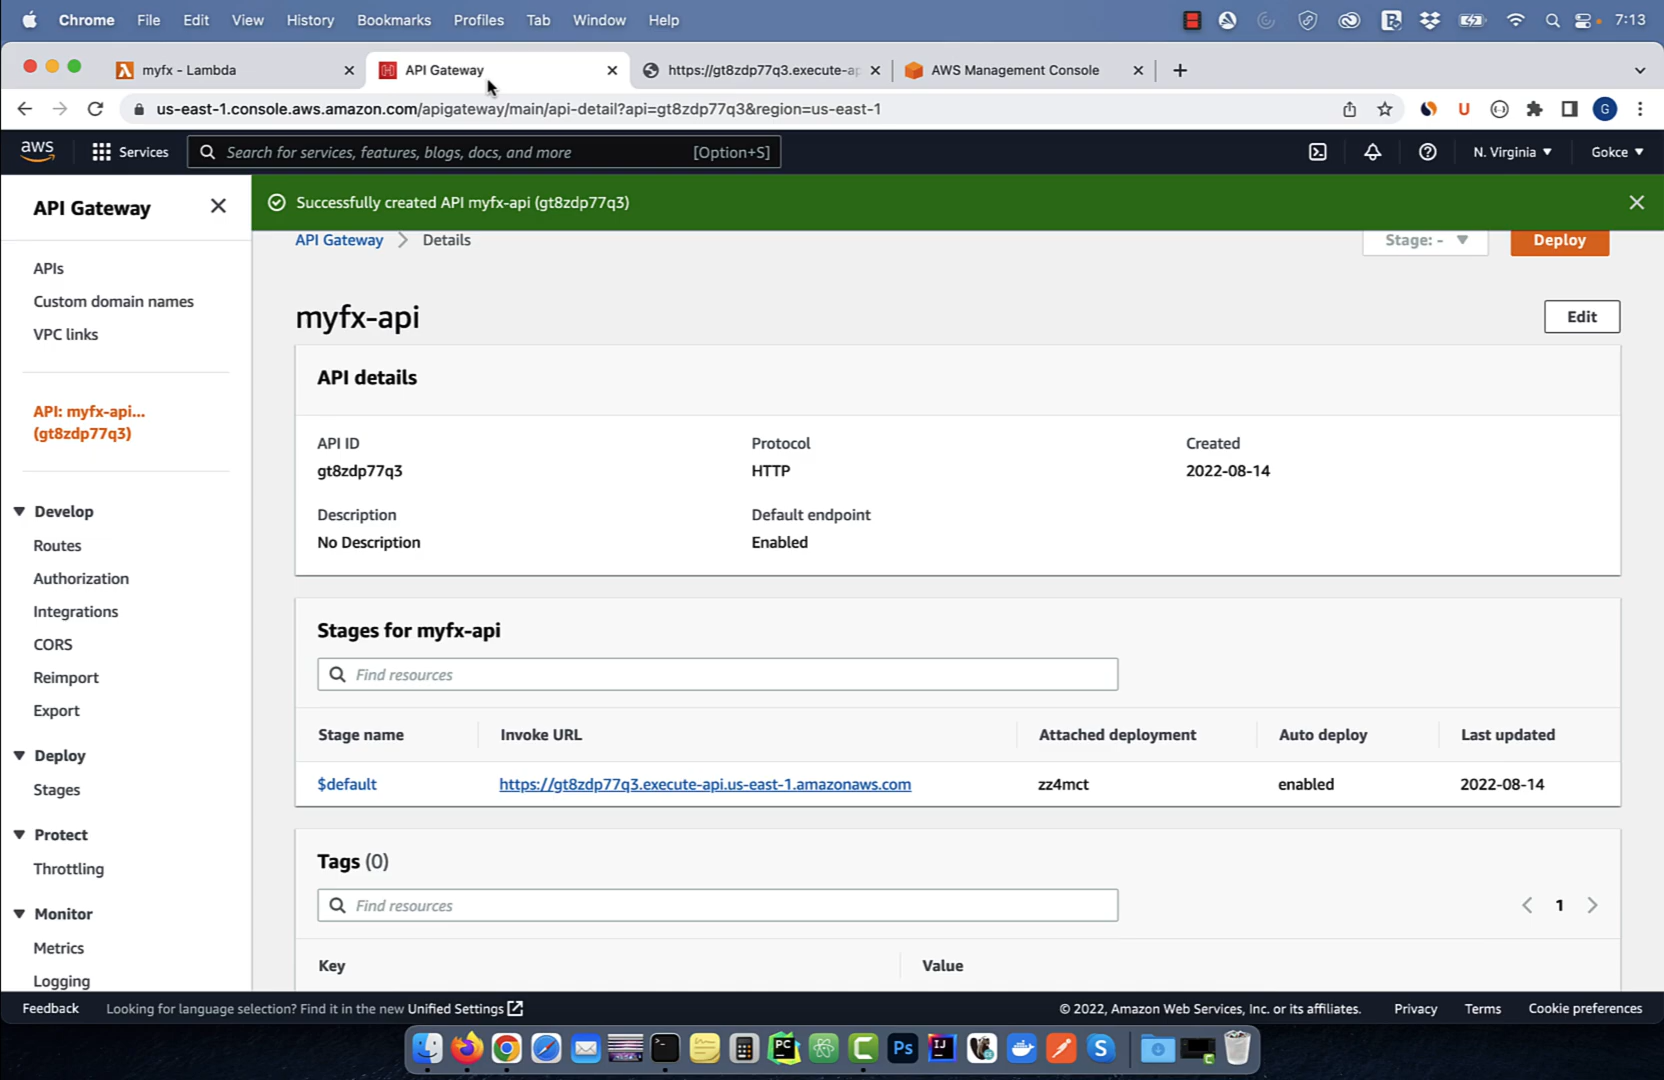 Chrome File Edit View History Bookmarks Profiles Tab Window Help 7:13
myfx - Lambda API Gateway https://gt8zdp77q3.execute-ap AWS Management Console
us-east-1.console.aws.amazon.com/apigateway/main/api-detail?api=gt8zdp77q3&region=us-east-1 G
aws Services Search for services, features, blogs, docs, and more [Option+S] N. Virginia Gokce
API Gateway
Successfully created API myfx-api (gt8zdp77q3)
API Gateway Details Stage: - Deploy
APIs
Custom domain names
VPC links
API: myfx-api...
(gt8zdp77q3)
Develop
Routes
Authorization
Integrations
CORS
Reimport
Export
Deploy
Stages
Protect
Throttling
Monitor
Metrics
Logging
myfx-api Edit
API details
API ID Protocol Created
gt8zdp77q3 HTTP 2022-08-14
Description Default endpoint
No Description Enabled
Stages for myfx-api
Find resources
Stage name Invoke URL Attached deployment Auto deploy Last updated
$default https://gt8zdp77q3.execute-api.us-east-1.amazonaws.com zz4mct enabled 2022-08-14
Tags (0)
Find resources 1
Key Value
Feedback Looking for language selection? Find it in the new Unified Settings © 2022, Amazon Web Services, Inc. or its affiliates. Privacy Terms Cookie preferences
PC Ps IJ